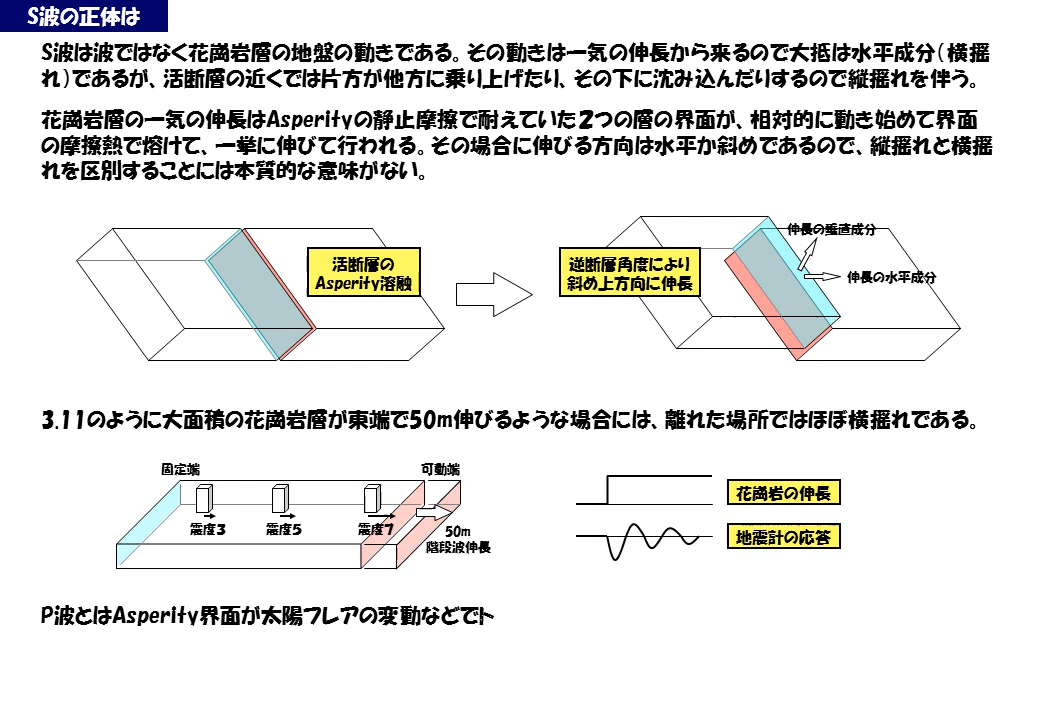 S波の正体は
S波は波ではなく花崗岩層の地盤の動きである。その動きは一気の伸長から来るので大抵は水平成分（横揺
れ）であるが、活断層の近くでは片方が他方に乗り上げたり、その下に沈み込んだりするので縦揺れを伴う。
花崗岩層の一気の伸長はAsperityの静止摩擦で耐えていた2つの層の界面が、相対的に動き始めて界面
の摩擦熱で熔けて、一挙に伸びて行われる。その場合に伸びる方向は水平か斜めであるので、縦揺れと横揺
れを区別することには本質的な意味がない。
活断層の
Asperity溶融
逆断層角度により
斜め上方向に伸長
伸長の垂直成分
伸長の水平成分
3.11のように大面積の花崗岩層が東端で50m伸びるような場合には、離れた場所ではほぼ横揺れである。
固定端
可動端
震度3
震度5
震度7
50m
階段波伸長
花崗岩の伸長
地震計の応答
P波とはAsperity界面が太陽フレアの変動などでト